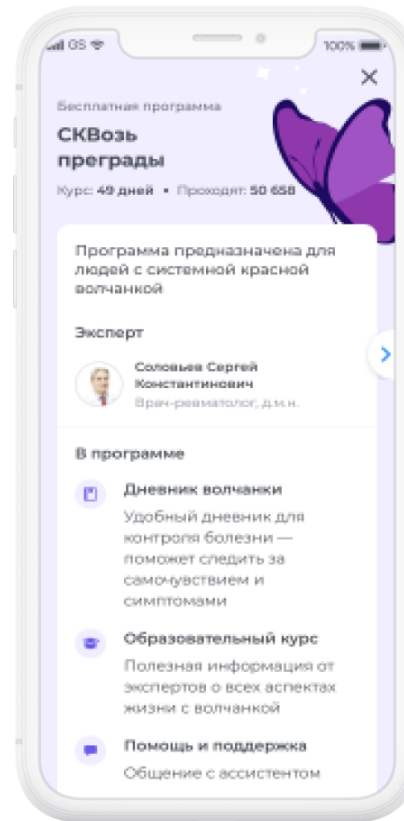 GS
100%
Бесплатная программа
СКВозь
преграды
Курс: 49 дней • Проходят: 50 658
Программа предназначена для
людей с системной красной
волчанкой
Эксперт
Соловьев Сергей
Константинович
Врач-ревматолог, д.м.н.
В программе
Дневник волчанки
Удобный дневник для
контроля болезни —
поможет следить за
самочувствием и
симптомами
Образовательный курс
Полезная информация от
экспертов о всех аспектах
жизни с волчанкой
Помощь и поддержка
Общение с ассистентом